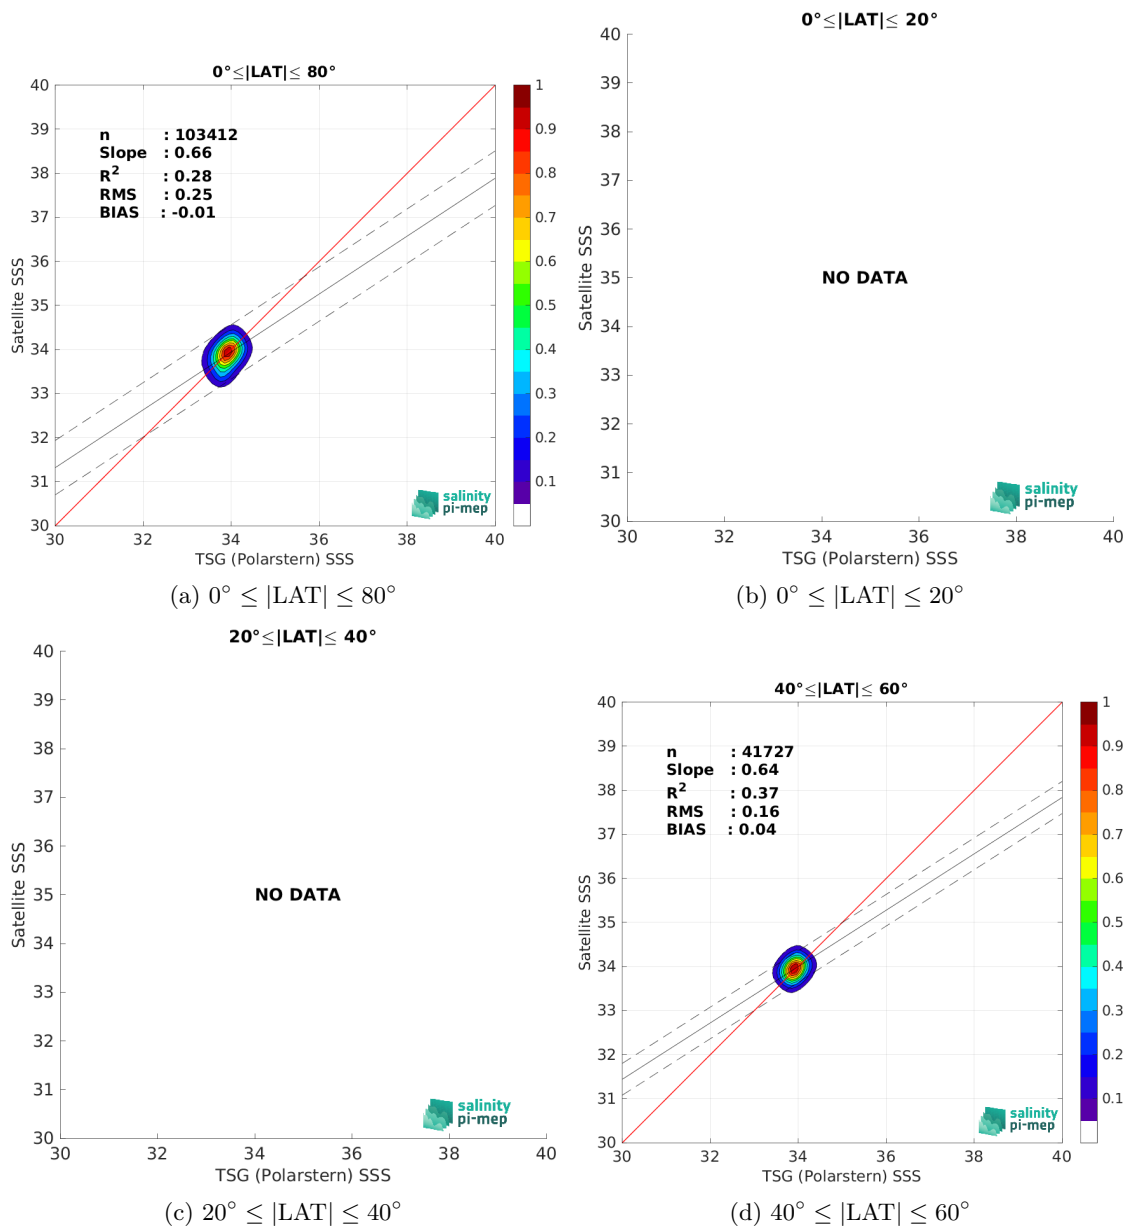 0°≤|LAT|≤ 80°
40
39
38
37
36
35
34
33
32
31
30
30
32
34
36
38
40
Satellite SSS
TSG (Polarstern) SSS
n : 103412
Slope : 0.66
R² : 0.28
RMS : 0.25
BIAS : -0.01
1
0.9
0.8
0.7
0.6
0.5
0.4
0.3
0.2
0.1
salinity
pi-mep
(a) 0° ≤ |LAT| ≤ 80°
0°≤|LAT|≤ 20°
40
39
38
37
36
35
34
33
32
31
30
30
32
34
36
38
40
Satellite SSS
TSG (Polarstern) SSS
NO DATA
salinity
pi-mep
(b) 0° ≤ |LAT| ≤ 20°
20°≤|LAT|≤ 40°
40
39
38
37
36
35
34
33
32
31
30
30
32
34
36
38
40
Satellite SSS
TSG (Polarstern) SSS
NO DATA
salinity
pi-mep
(c) 20° ≤ |LAT| ≤ 40°
40°≤|LAT|≤ 60°
40
39
38
37
36
35
34
33
32
31
30
30
32
34
36
38
40
Satellite SSS
TSG (Polarstern) SSS
n : 41727
Slope : 0.64
R² : 0.37
RMS : 0.16
BIAS : 0.04
1
0.9
0.8
0.7
0.6
0.5
0.4
0.3
0.2
0.1
salinity
pi-mep
(d) 40° ≤ |LAT| ≤ 60°